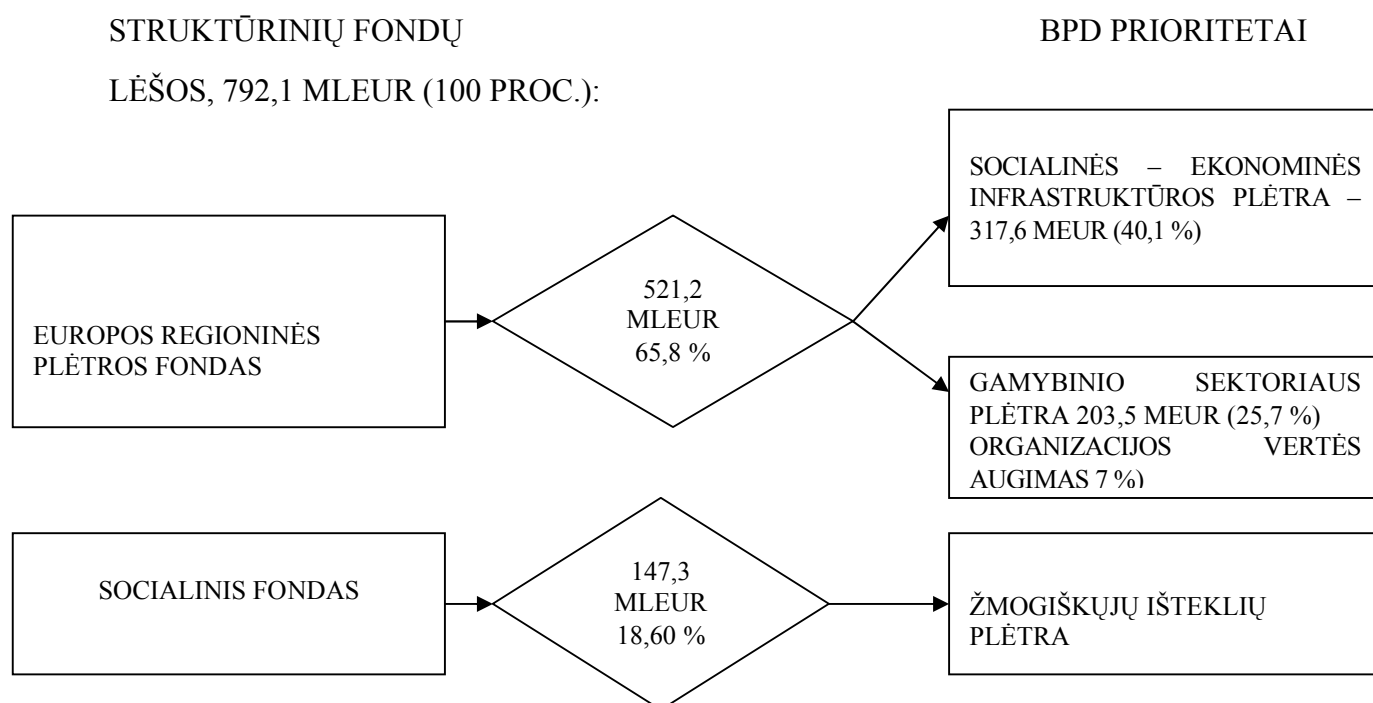 STRUKTŪRINIŲ FONDŲ
LĖŠOS, 792,1 MLEUR (100 PROC.):
BPD PRIORITETAI
EUROPOS REGIONINĖS
PLĖTROS FONDAS
521,2
MLEUR
65,8 %
SOCIALINĖS – EKONOMINĖS
INFRASTRUKTŪROS PLĖTRA –
317,6 MEUR (40,1 %)
GAMYBINIO SEKTORIAUS
PLĖTRA 203,5 MEUR (25,7 %)
ORGANIZACIJOS VERTĖS
AUGIMAS 7 %)
SOCIALINIS FONDAS
147,3
MLEUR
18,60 %
ŽMOGIŠKŲJŲ IŠTEKLIŲ
PLĖTRA